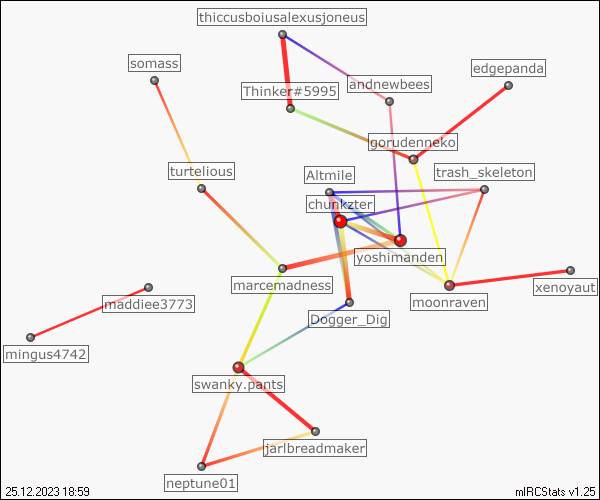 thiccusboiusalexusjoneus
somass
edgepanda
andnewbees
Thinker#5995
gorudenneko
turtelious
Altmile
trash_skeleton
chunkzter
yoshimanden
marcemadness
xenoyaut
maddiee3773
moonraven
Dogger_Dig
mingus4742
swanky.pants
jarlbreadmaker
neptune01
25.12.2023 18:59
mIRCStats v1.25